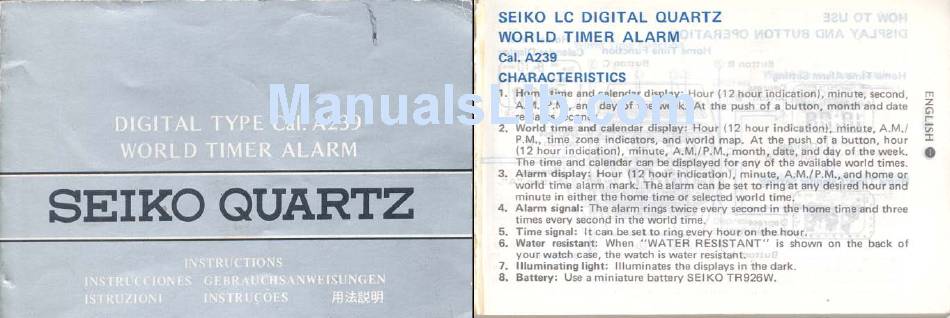 DIGITAL TYPE Cal. A239
WORLD TIMER ALARM
SEIKO QUARTZ
INSTRUCTIONS
INSTRUCCIONES GEBRAUCHSANWEISUNGEN
ISTRUZIONI INSTRUÇOES 用法説明
ManualsLib.com
SEIKO LC DIGITAL QUARTZ
WORLD TIMER ALARM
Cal. A239
CHARACTERISTICS
1. Home time and calendar display: Hour (12 hour indication), minute, second,
A.M./P.M., and day of the week. At the push of a button, month and date
replaces second.
2. World time and calendar display: Hour (12 hour indication), minute, A.M./
P.M., time zone indicators, and world map. At the push of a button, hour
(12 hour indication), minute, A.M./P.M., month, date, and day of the week.
The time and calendar can be displayed for any of the available world times.
3. Alarm display: Hour (12 hour indication), minute, A.M./P.M., and home or
world time alarm mark. The alarm can be set to ring at any desired hour and
minute in either the home time or selected world time.
4. Alarm signal: The alarm rings twice every second in the home time and three
times every second in the world time.
5. Time signal: It can be set to ring every hour on the hour.
6. Water resistant: When "WATER RESISTANT" is shown on the back of
your watch case, the watch is water resistant.
7. Illuminating light: Illuminates the displays in the dark.
8. Battery: Use a miniature battery SEIKO TR926W.
ENGLISH